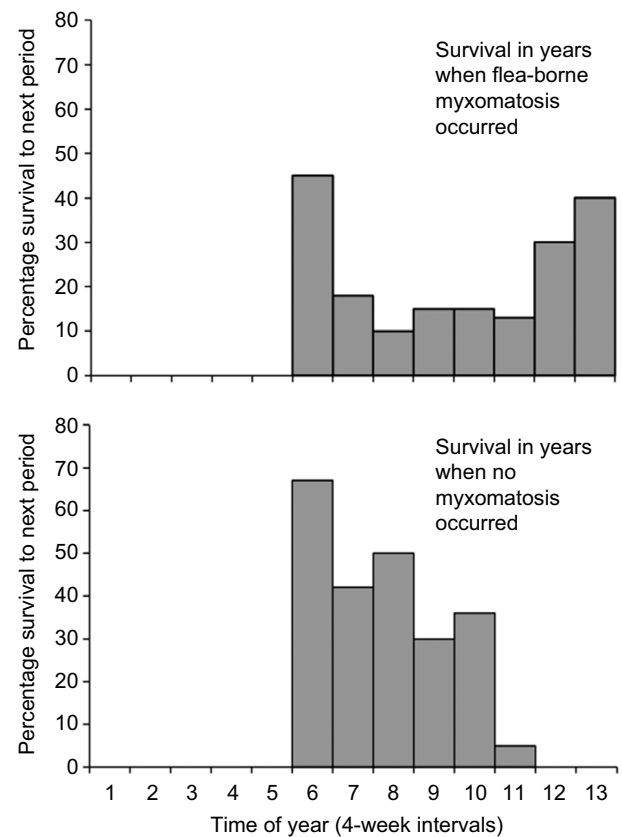 80
70
60
50
40
30
20
10
0
Percentage survival to next period
Survival in years
when flea-borne
myxomatosis
occurred
80
70
60
50
40
30
20
10
0
Percentage survival to next period
Survival in years
when no
myxomatosis
occurred
1 2 3 4 5 6 7 8 9 10 11 12 13
Time of year (4-week intervals)